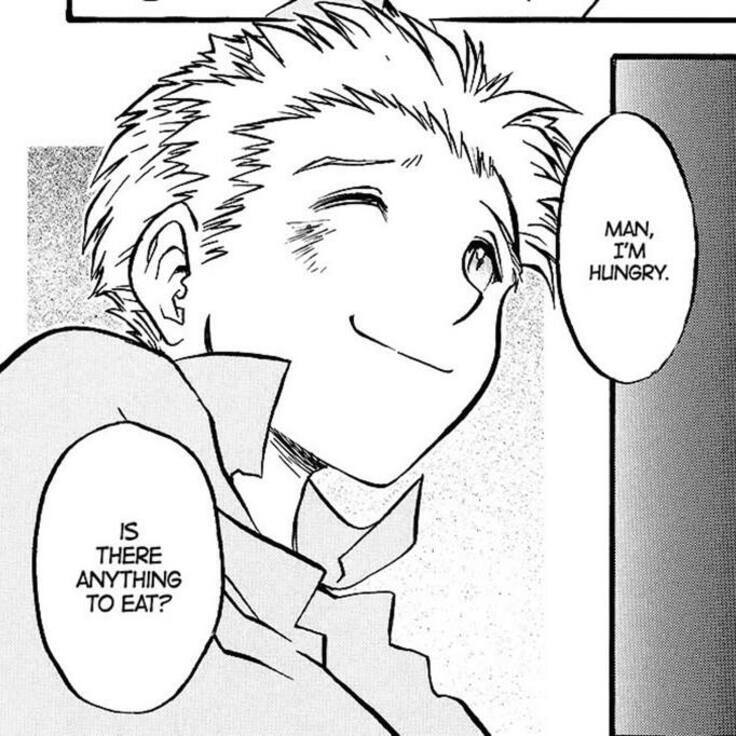 MAN,
I'M
HUNGRY.
IS
THERE
ANYTHING
TO EAT?